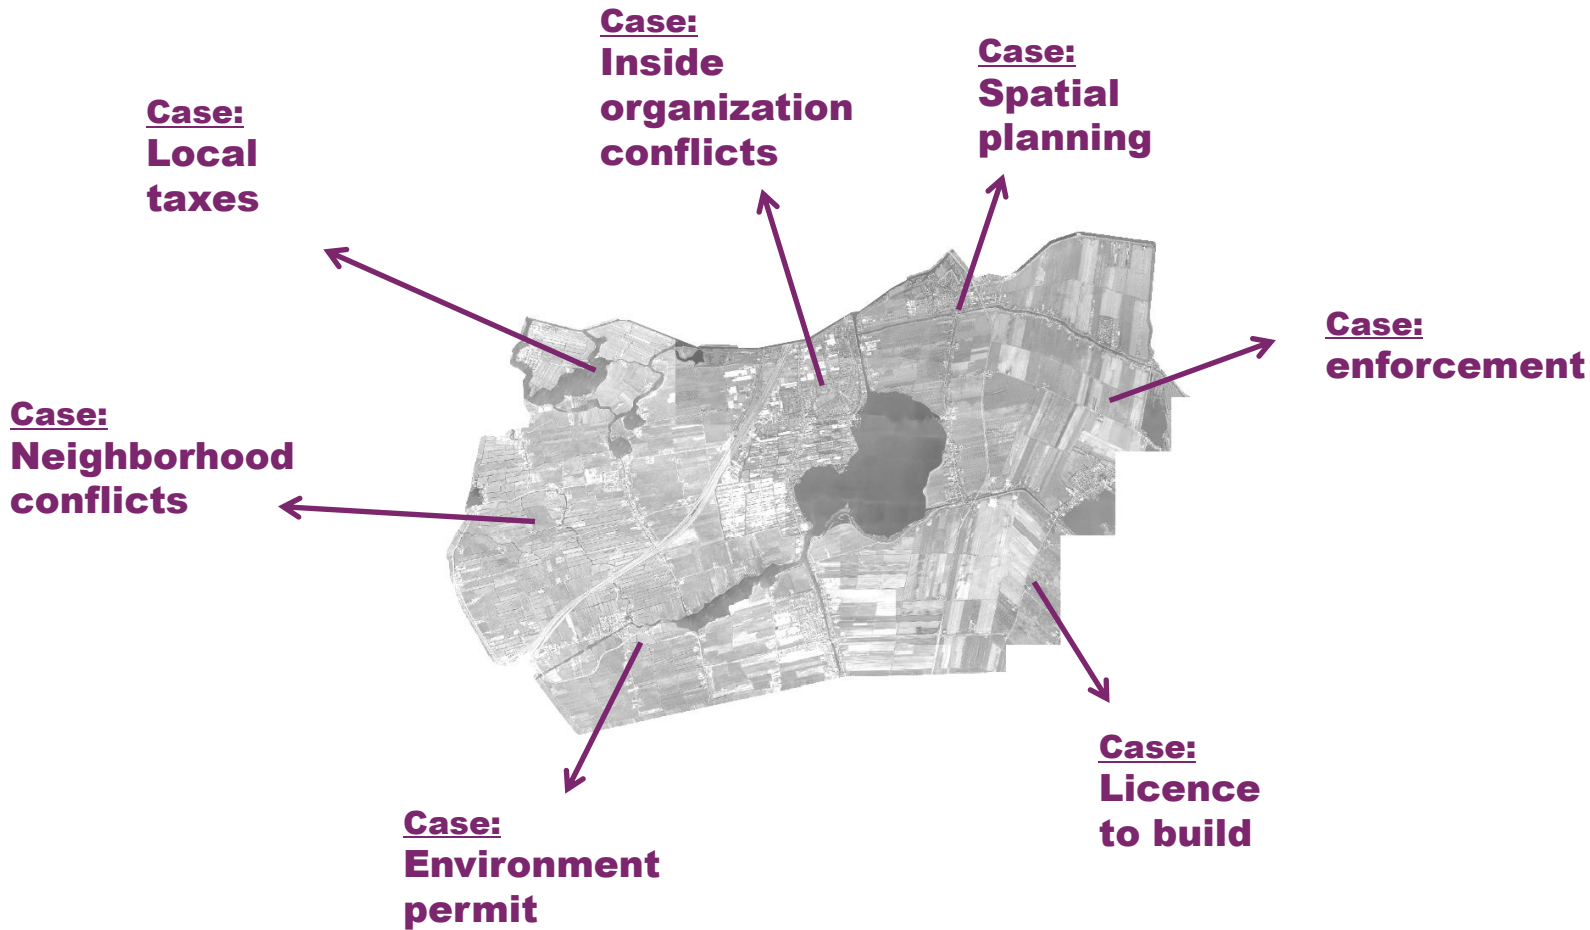 Case:
Inside
organization
conflicts
Case:
Spatial
planning
Case:
Local
taxes
Case:
enforcement
Case:
Neighborhood
conflicts
Case:
Licence
to build
Case:
Environment
permit